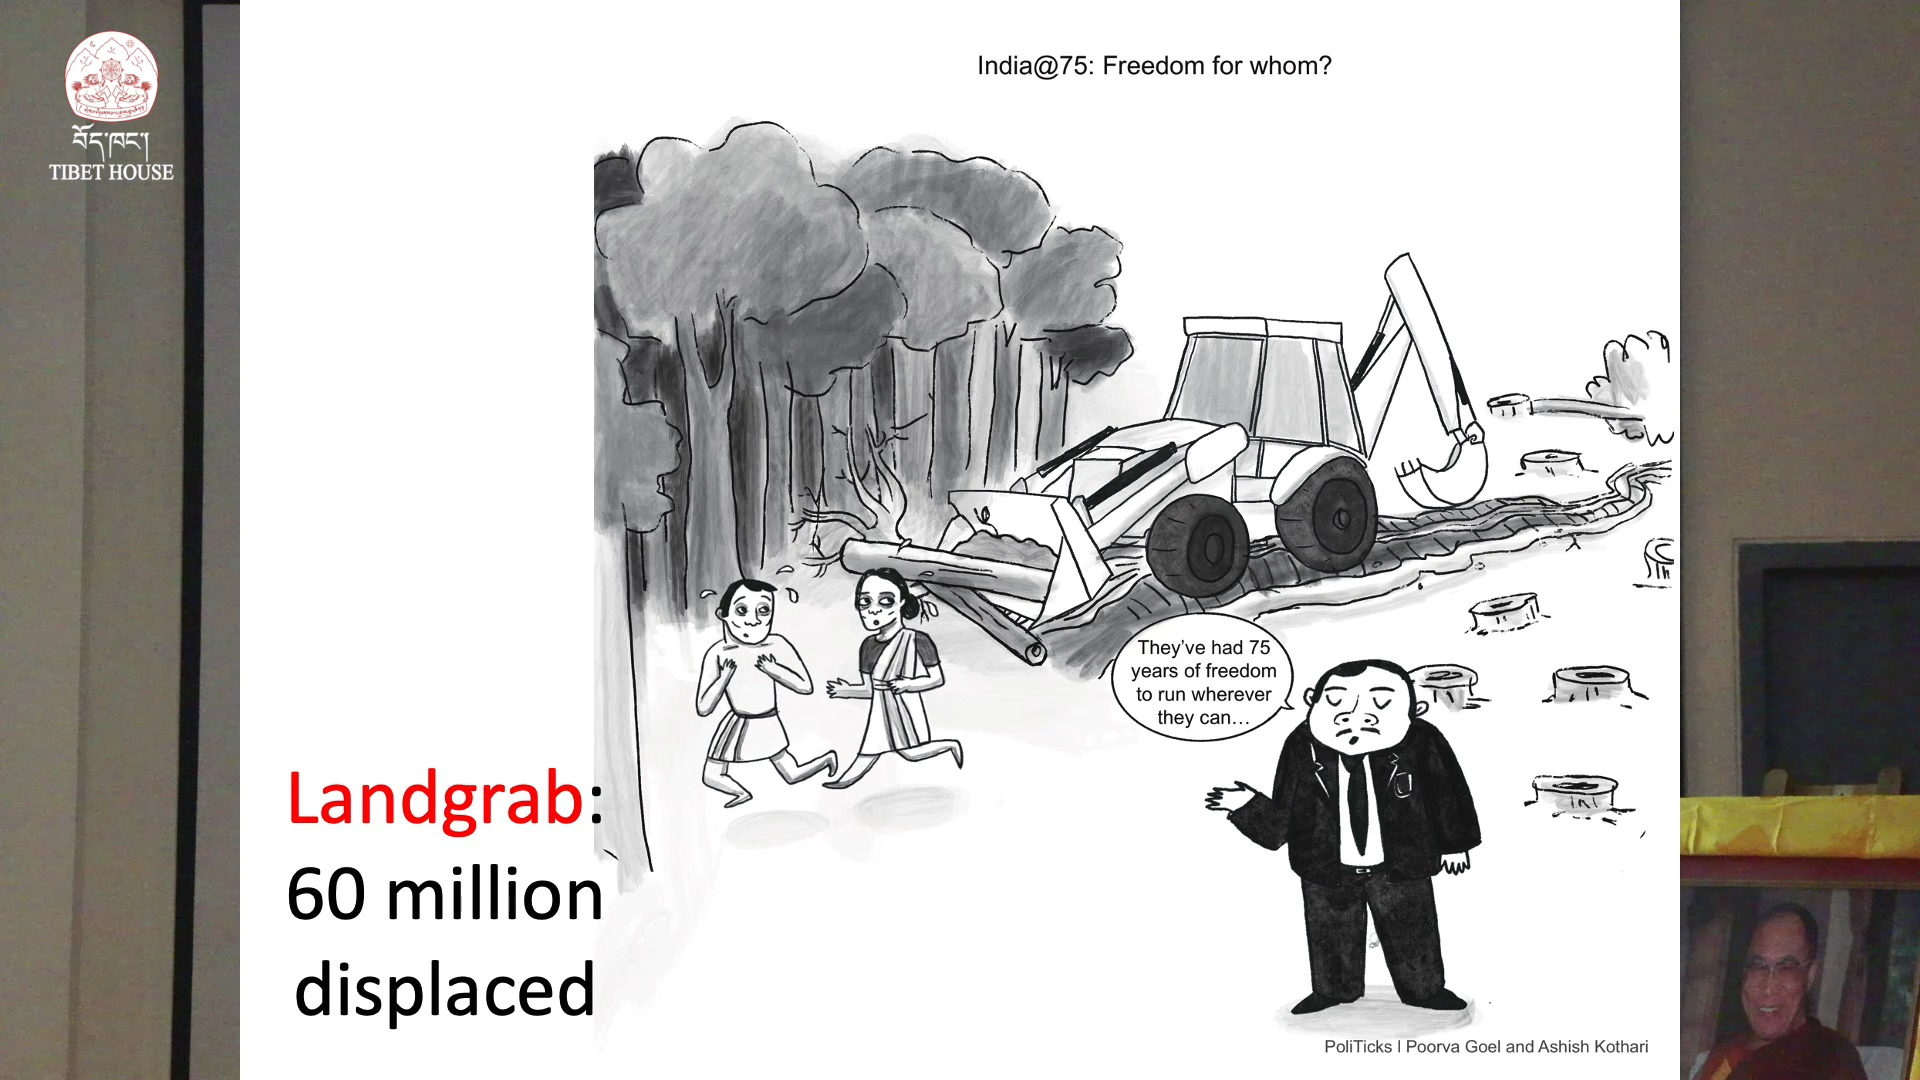 བོད་ཁང་།
TIBET HOUSE
India@75: Freedom for whom?
They've had 75
years of freedom
to run wherever
they can...
Landgrab:
60 million
displaced
PoliTicks I Poorva Goel and Ashish Kothari